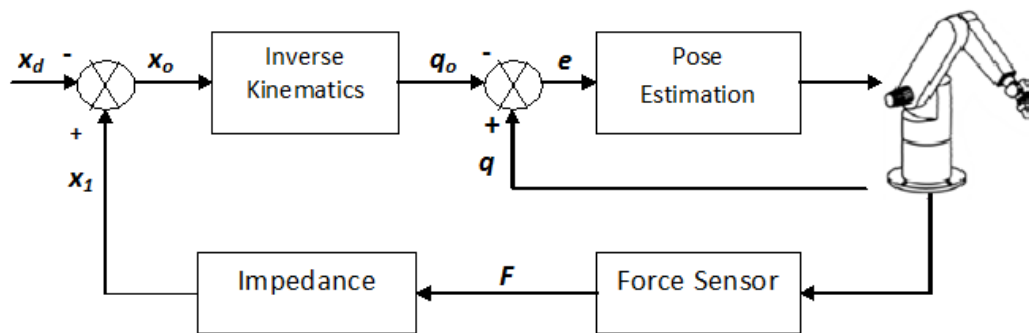 x_d - x_o Inverse Kinematics q_o - e Pose Estimation
+ +
x_1 q
Impedance F Force Sensor